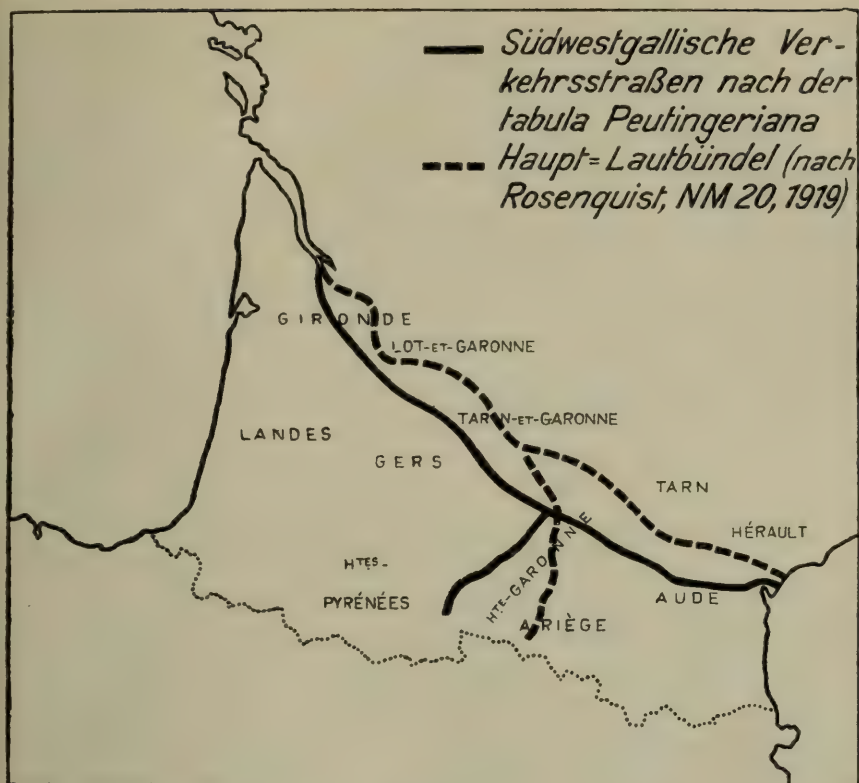 Südwestgallische Ver-
kehrsstraßen nach der
tabula Peutingeriana
Haupt=Lautbündel (nach
Rosenquist, NM 20, 1919)
GIRONDE
LOT-ET-GARONNE
TARN-ET-GARONNE
LANDES
GERS
TARN
HÉRAULT
HTES-
PYRÉNÉES
HTE-GARONNE
AUDE
ARIÈGE